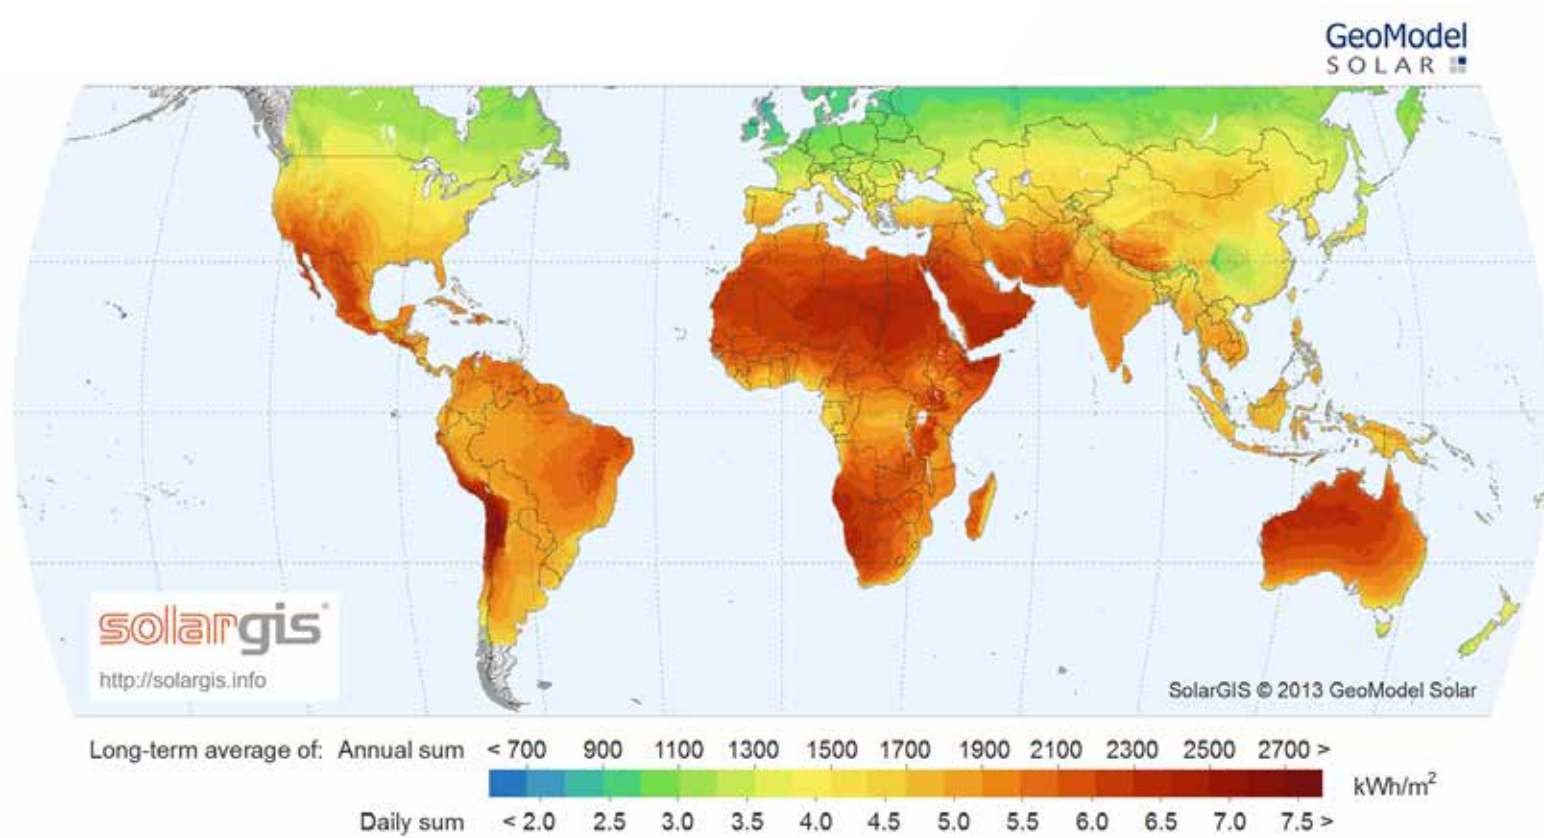 GeoModel
SOLAR
solargis
http://solargis.info
SolarGIS © 2013 GeoModel Solar
Long-term average of: Annual sum < 700 900 1100 1300 1500 1700 1900 2100 2300 2500 2700 >
kWh/m²
Daily sum < 2.0 2.5 3.0 3.5 4.0 4.5 5.0 5.5 6.0 6.5 7.0 7.5 >